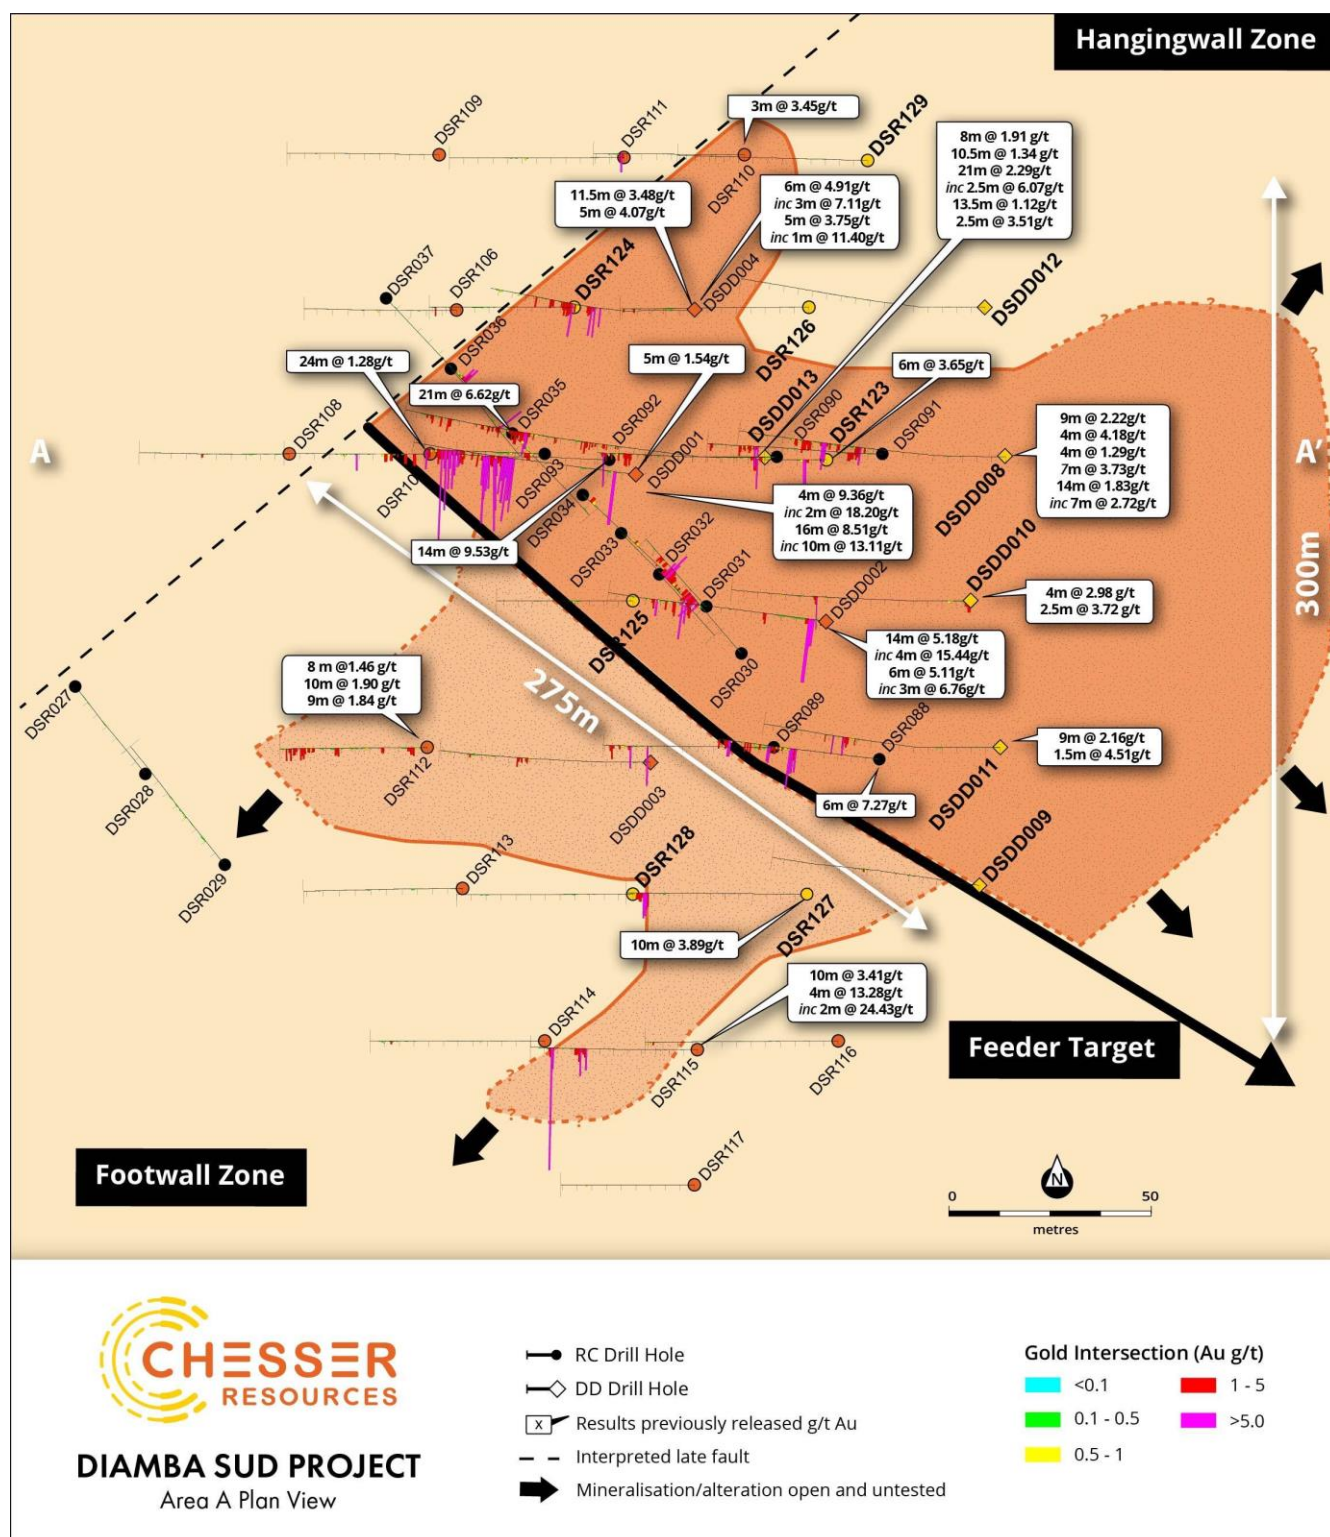 Hangingwall Zone
DSR109
DSR111
3m @ 3.45g/t
DSR110
DSR129
8m @ 1.91 g/t
10.5m @ 1.34 g/t
21m @ 2.29g/t
inc 2.5m @ 6.07g/t
13.5m @ 1.12g/t
2.5m @ 3.51g/t
11.5m @ 3.48g/t
5m @ 4.07g/t
6m @ 4.91g/t
inc 3m @ 7.11g/t
5m @ 3.75g/t
inc 1m @ 11.40g/t
DSR037
DSR106
DSR124
DSDD004
DSDD012
DSR036
DSR126
24m @ 1.28g/t
21m @ 6.62g/t
5m @ 1.54g/t
6m @ 3.65g/t
DSR108
DSR035
DSR092
DSDD013
DSR090
DSR123
DSR091
A
A'
9m @ 2.22g/t
4m @ 4.18g/t
4m @ 1.29g/t
7m @ 3.73g/t
14m @ 1.83g/t
inc 7m @ 2.72g/t
DSR093
DSDD001
DSDD008
DSR034
14m @ 9.53g/t
4m @ 9.36g/t
inc 2m @ 18.20g/t
16m @ 8.51g/t
inc 10m @ 13.11g/t
DSR033
DSR032
DSR031
DSDD002
DSDD010
300m
4m @ 2.98 g/t
2.5m @ 3.72 g/t
DSR125
DSR030
14m @ 5.18g/t
inc 4m @ 15.44g/t
6m @ 5.11g/t
inc 3m @ 6.76g/t
275m
DSR027
8 m @1.46 g/t
10m @ 1.90 g/t
9m @ 1.84 g/t
DSR089
DSR088
9m @ 2.16g/t
1.5m @ 4.51g/t
DSR028
DSR112
DSDD003
6m @ 7.27g/t
DSDD011
DSR029
DSR113
DSR128
DSR127
DSDD009
10m @ 3.89g/t
10m @ 3.41g/t
4m @ 13.28g/t
inc 2m @ 24.43g/t
DSR114
DSR115
DSR116
Feeder Target
Footwall Zone
DSR117
N
0 50
metres
CHESSER
RESOURCES
DIAMBA SUD PROJECT
Area A Plan View
RC Drill Hole
DD Drill Hole
X Results previously released g/t Au
Interpreted late fault
Mineralisation/alteration open and untested
Gold Intersection (Au g/t)
<0.1
0.1 - 0.5
0.5 - 1
1 - 5
>5.0